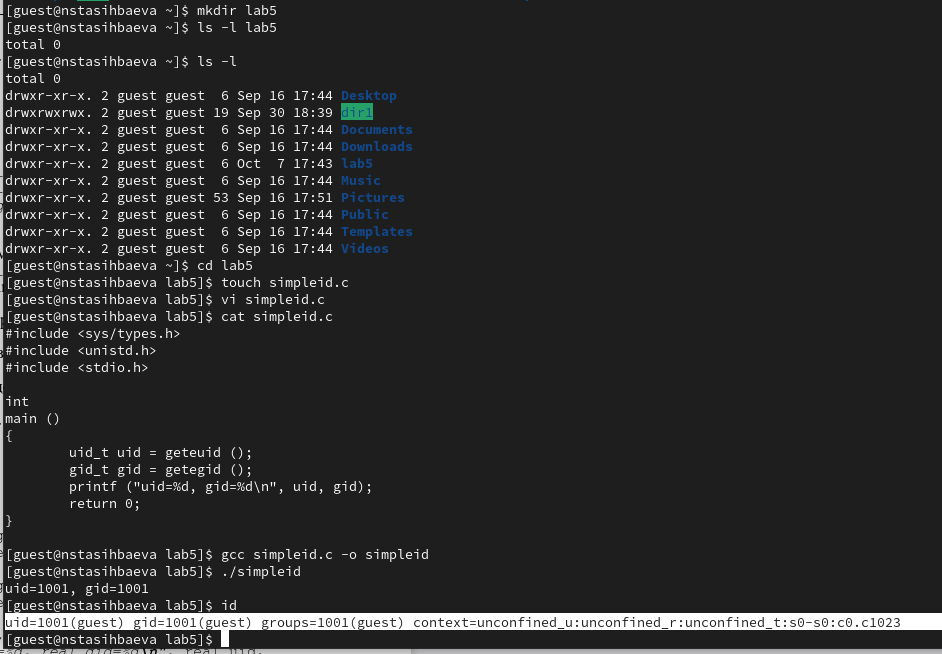 [guest@nstasihbaeva ~]$ mkdir lab5
[guest@nstasihbaeva ~]$ ls -l lab5
total 0
[guest@nstasihbaeva ~]$ ls -l
total 0
drwxr-xr-x. 2 guest guest  6 Sep 16 17:44 Desktop
drwxrwxrwx. 2 guest guest 19 Sep 30 18:39 dir1
drwxr-xr-x. 2 guest guest  6 Sep 16 17:44 Documents
drwxr-xr-x. 2 guest guest  6 Sep 16 17:44 Downloads
drwxr-xr-x. 2 guest guest  6 Oct  7 17:43 lab5
drwxr-xr-x. 2 guest guest  6 Sep 16 17:44 Music
drwxr-xr-x. 2 guest guest 53 Sep 16 17:51 Pictures
drwxr-xr-x. 2 guest guest  6 Sep 16 17:44 Public
drwxr-xr-x. 2 guest guest  6 Sep 16 17:44 Templates
drwxr-xr-x. 2 guest guest  6 Sep 16 17:44 Videos
[guest@nstasihbaeva ~]$ cd lab5
[guest@nstasihbaeva lab5]$ touch simpleid.c
[guest@nstasihbaeva lab5]$ vi simpleid.c
[guest@nstasihbaeva lab5]$ cat simpleid.c
#include <sys/types.h>
#include <unistd.h>
#include <stdio.h>
int
main ()
{
        uid_t uid = geteuid ();
        gid_t gid = getegid ();
        printf ("uid=%d, gid=%d\n", uid, gid);
        return 0;
}
[guest@nstasihbaeva lab5]$ gcc simpleid.c -o simpleid
[guest@nstasihbaeva lab5]$ ./simpleid
uid=1001, gid=1001
[guest@nstasihbaeva lab5]$ id
uid=1001(guest) gid=1001(guest) groups=1001(guest) context=unconfined_u:unconfined_r:unconfined_t:s0-s0:c0.c1023
[guest@nstasihbaeva lab5]$